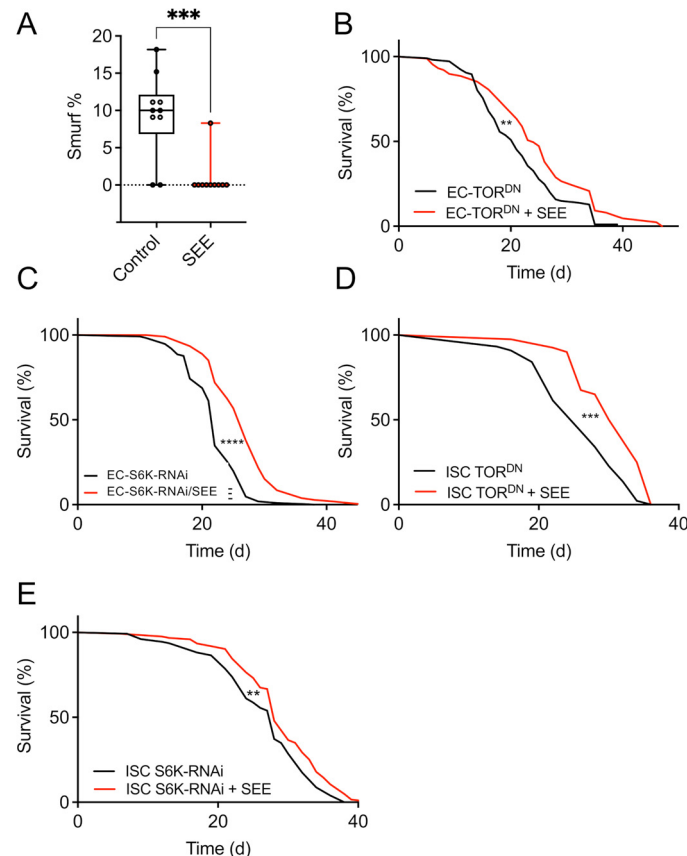 A
***
Smurf %
20
15
10
5
0
Control
SEE
B
Survival (%)
100
50
0
**
EC-TOR^DN
EC-TOR^DN + SEE
0
20
40
Time (d)
C
Survival (%)
100
50
0
****
EC-S6K-RNAi
EC-S6K-RNAi/SEE
0
20
40
Time (d)
D
Survival (%)
100
50
0
***
ISC TOR^DN
ISC TOR^DN + SEE
0
20
40
Time (d)
E
Survival (%)
100
50
0
**
ISC S6K-RNAi
ISC S6K-RNAi + SEE
0
20
40
Time (d)